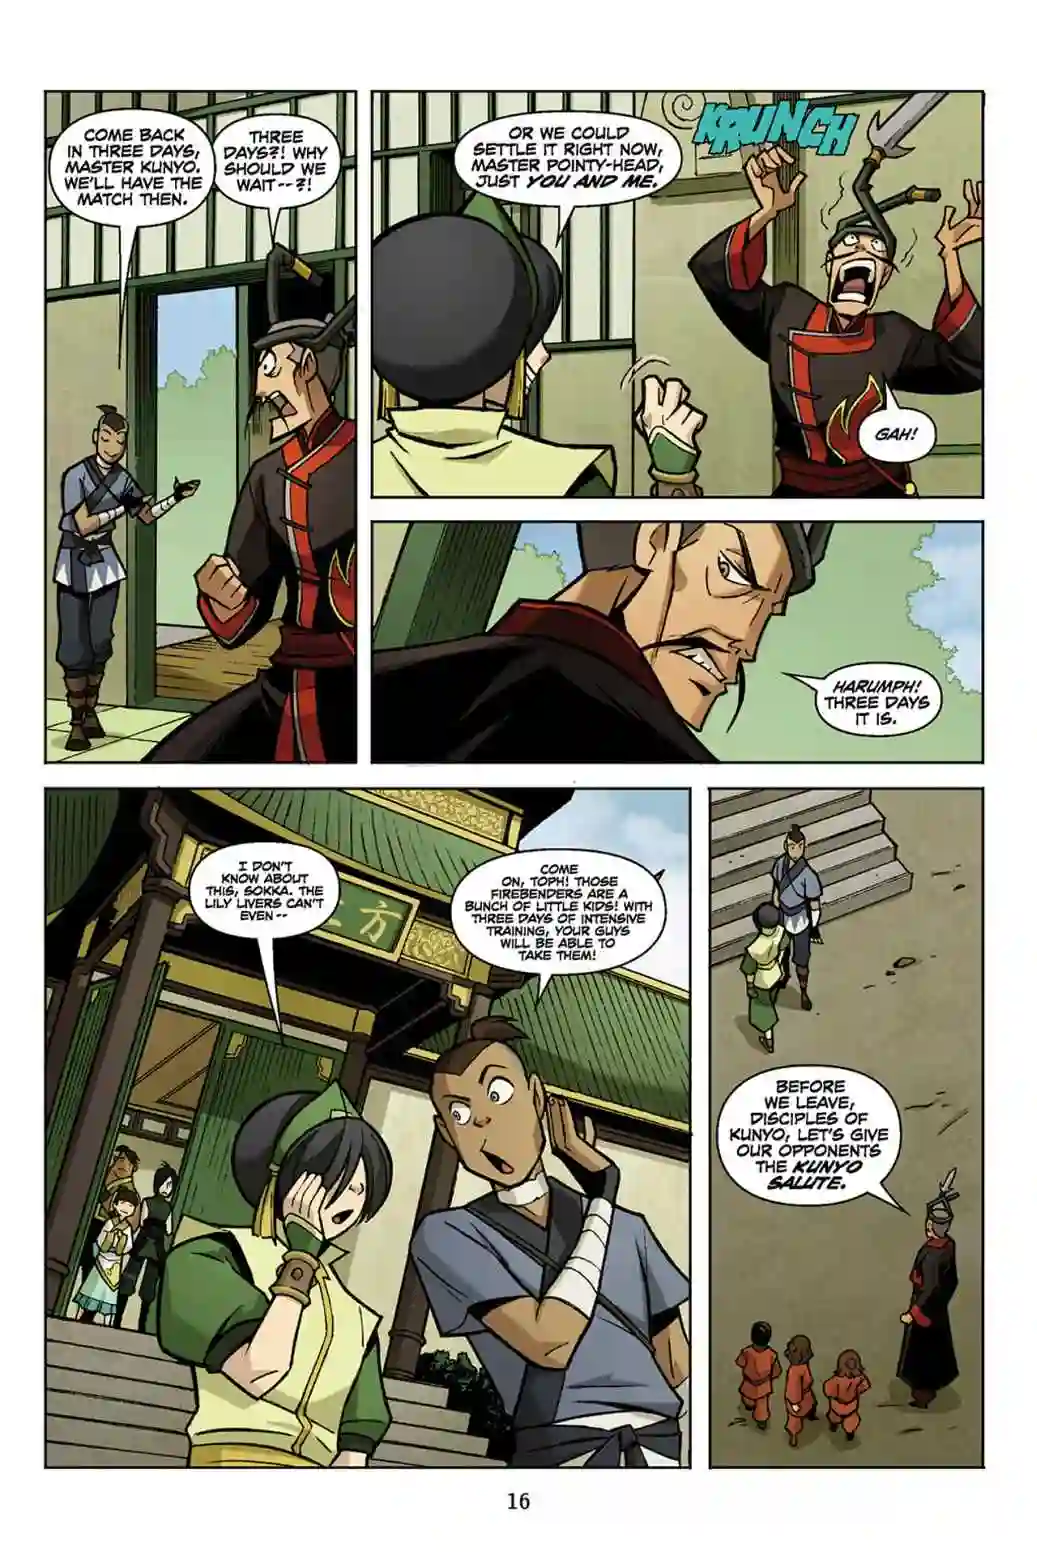 COME BACK
IN THREE DAYS,
MASTER KUNYO.
WE'LL HAVE THE
MATCH THEN.
THREE
DAYS?! WHY
SHOULD WE
WAIT--?!
OR WE COULD
SETTLE IT RIGHT NOW,
MASTER POINTY-HEAD,
JUST YOU AND ME.
KRUNCH
GAH!
HARUMPH!
THREE DAYS
IT IS.
I DON'T
KNOW ABOUT
THIS, SOKKA. THE
LILY LIVERS CAN'T
EVEN--
COME
ON, TOPH! THOSE
FIREBENDERS ARE A
BUNCH OF LITTLE KIDS! WITH
THREE DAYS OF INTENSIVE
TRAINING, YOUR GUYS
WILL BE ABLE TO
TAKE THEM!
方
BEFORE
WE LEAVE,
DISCIPLES OF
KUNYO, LET'S GIVE
OUR OPPONENTS
THE KUNYO
SALUTE.
16